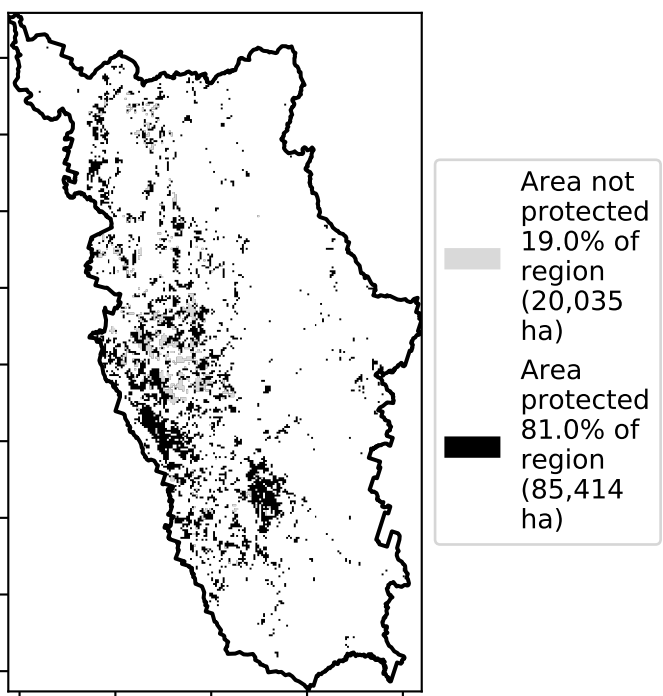 Area not
protected
19.0% of
region
(20,035
ha)
Area
protected
81.0% of
region
(85,414
ha)